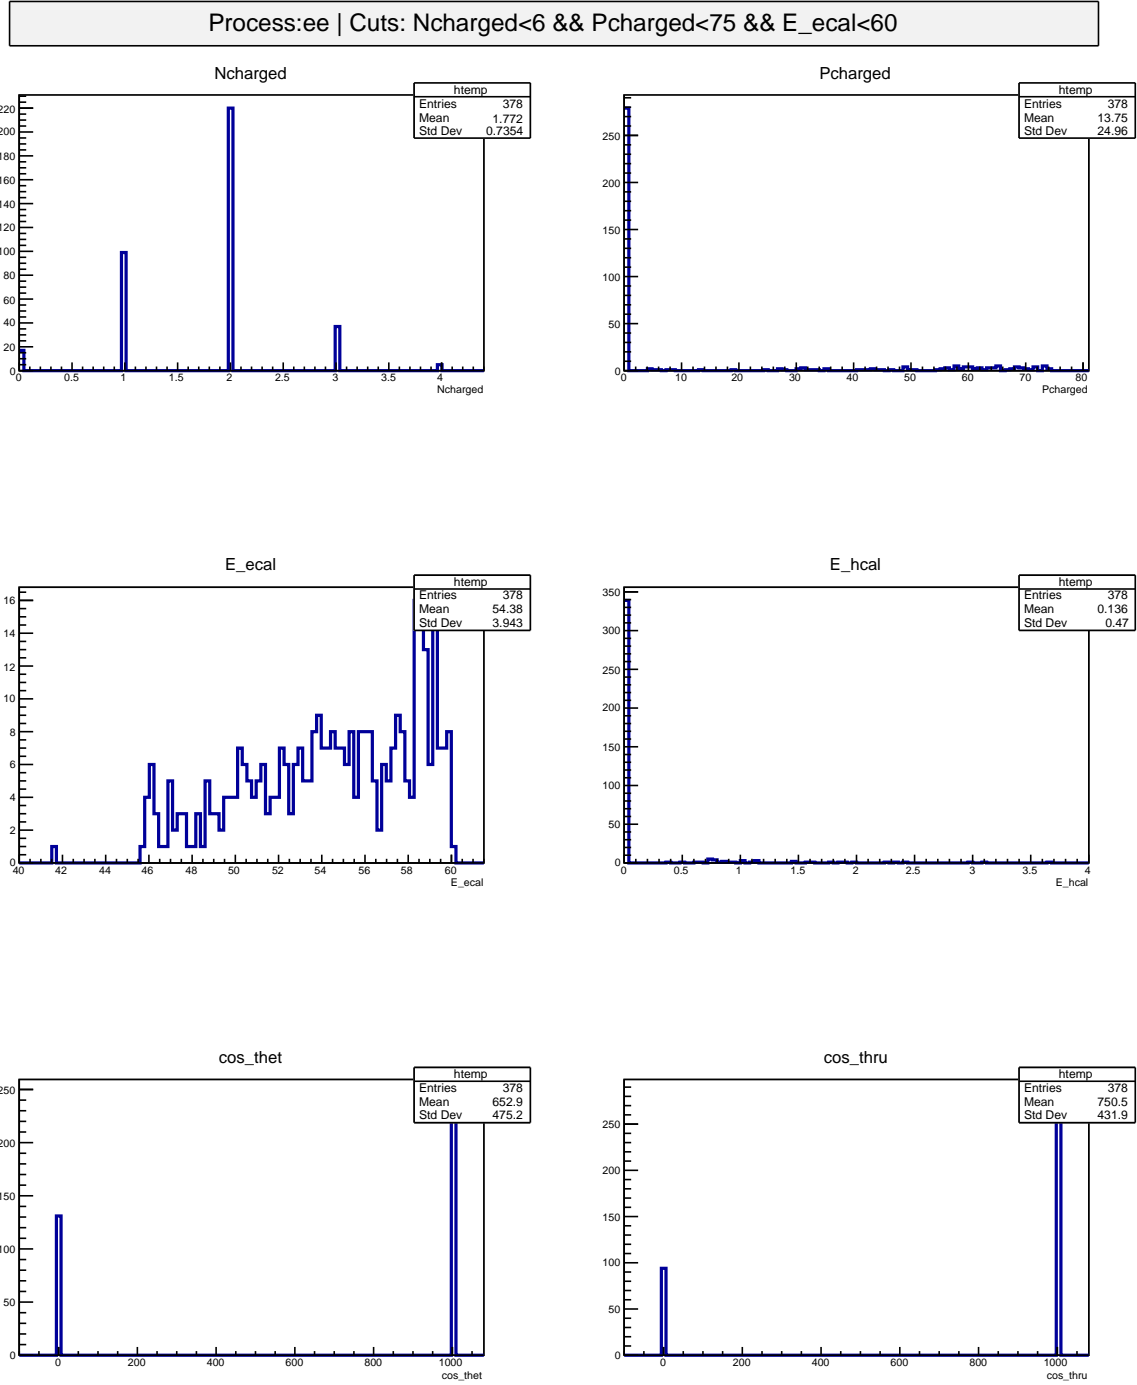 Process:ee | Cuts: Ncharged<6 && Pcharged<75 && E_ecal<60
Ncharged
htemp
Entries 378
Mean 1.772
Std Dev 0.7354
220
200
180
160
140
120
100
80
60
40
20
0
0 0.5 1 1.5 2 2.5 3 3.5 4
Ncharged
Pcharged
htemp
Entries 378
Mean 13.75
Std Dev 24.96
250
200
150
100
50
0
0 10 20 30 40 50 60 70 80
Pcharged
E_ecal
htemp
Entries 378
Mean 54.38
Std Dev 3.943
16
14
12
10
8
6
4
2
0
40 42 44 46 48 50 52 54 56 58 60
E_ecal
E_hcal
htemp
Entries 378
Mean 0.136
Std Dev 0.47
350
300
250
200
150
100
50
0
0 0.5 1 1.5 2 2.5 3 3.5 4
E_hcal
cos_thet
htemp
Entries 378
Mean 652.9
Std Dev 475.2
250
200
150
100
50
0
0 200 400 600 800 1000
cos_thet
cos_thru
htemp
Entries 378
Mean 750.5
Std Dev 431.9
250
200
150
100
50
0
0 200 400 600 800 1000
cos_thru